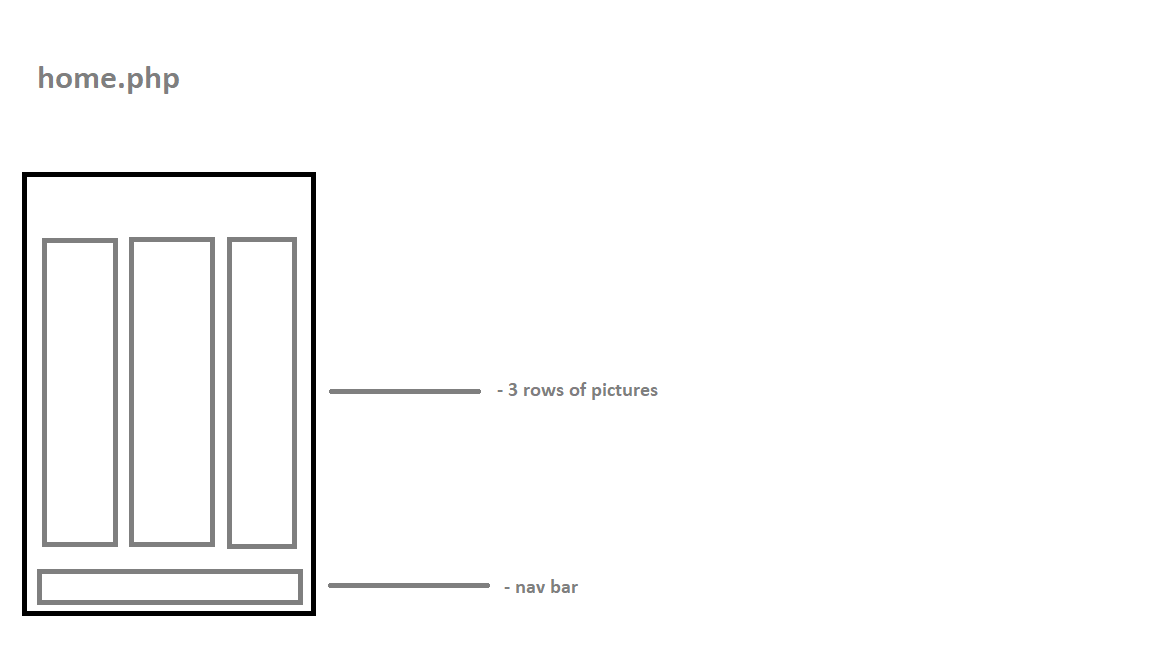 home.php
- 3 rows of pictures
- nav bar